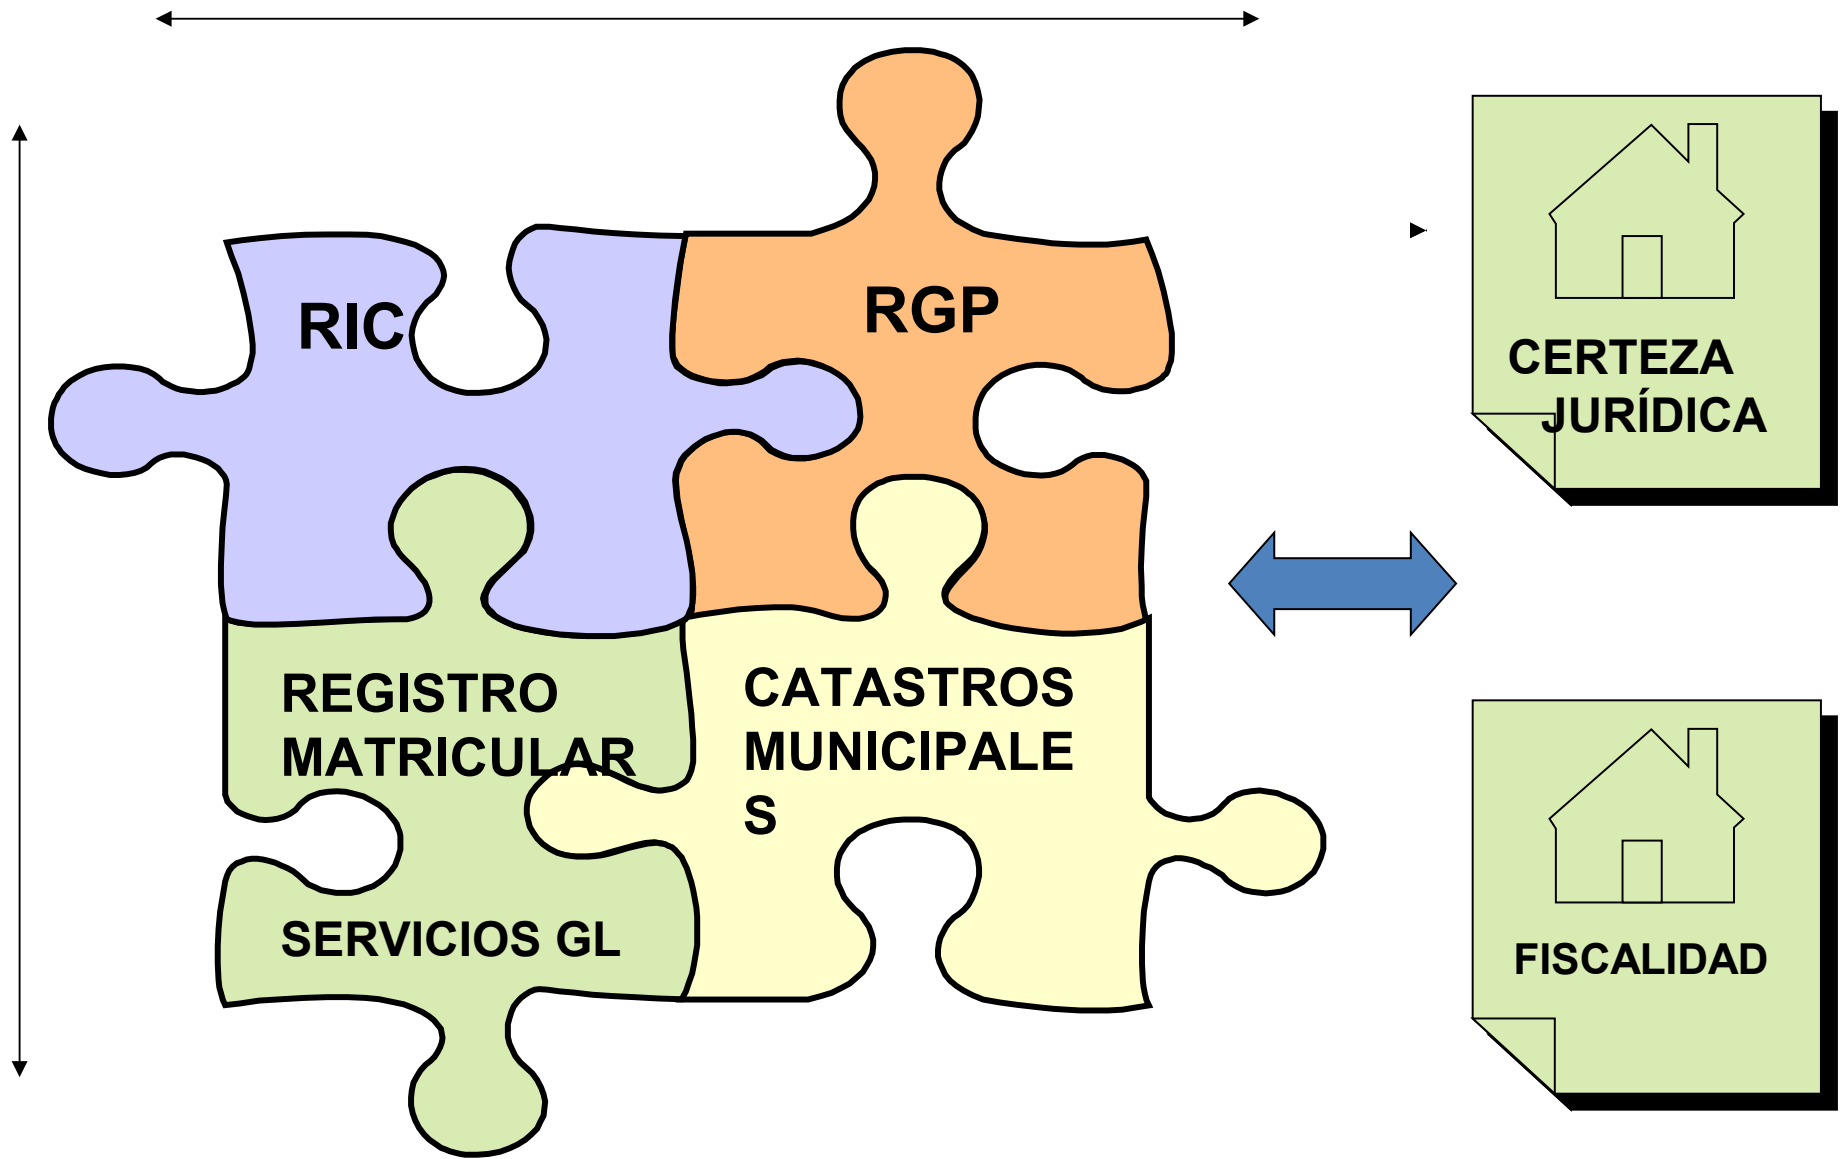 RIC
RGP
CERTEZA
JURÍDICA
REGISTRO
MATRICULAR
CATASTROS
MUNICIPALE
S
SERVICIOS GL
FISCALIDAD